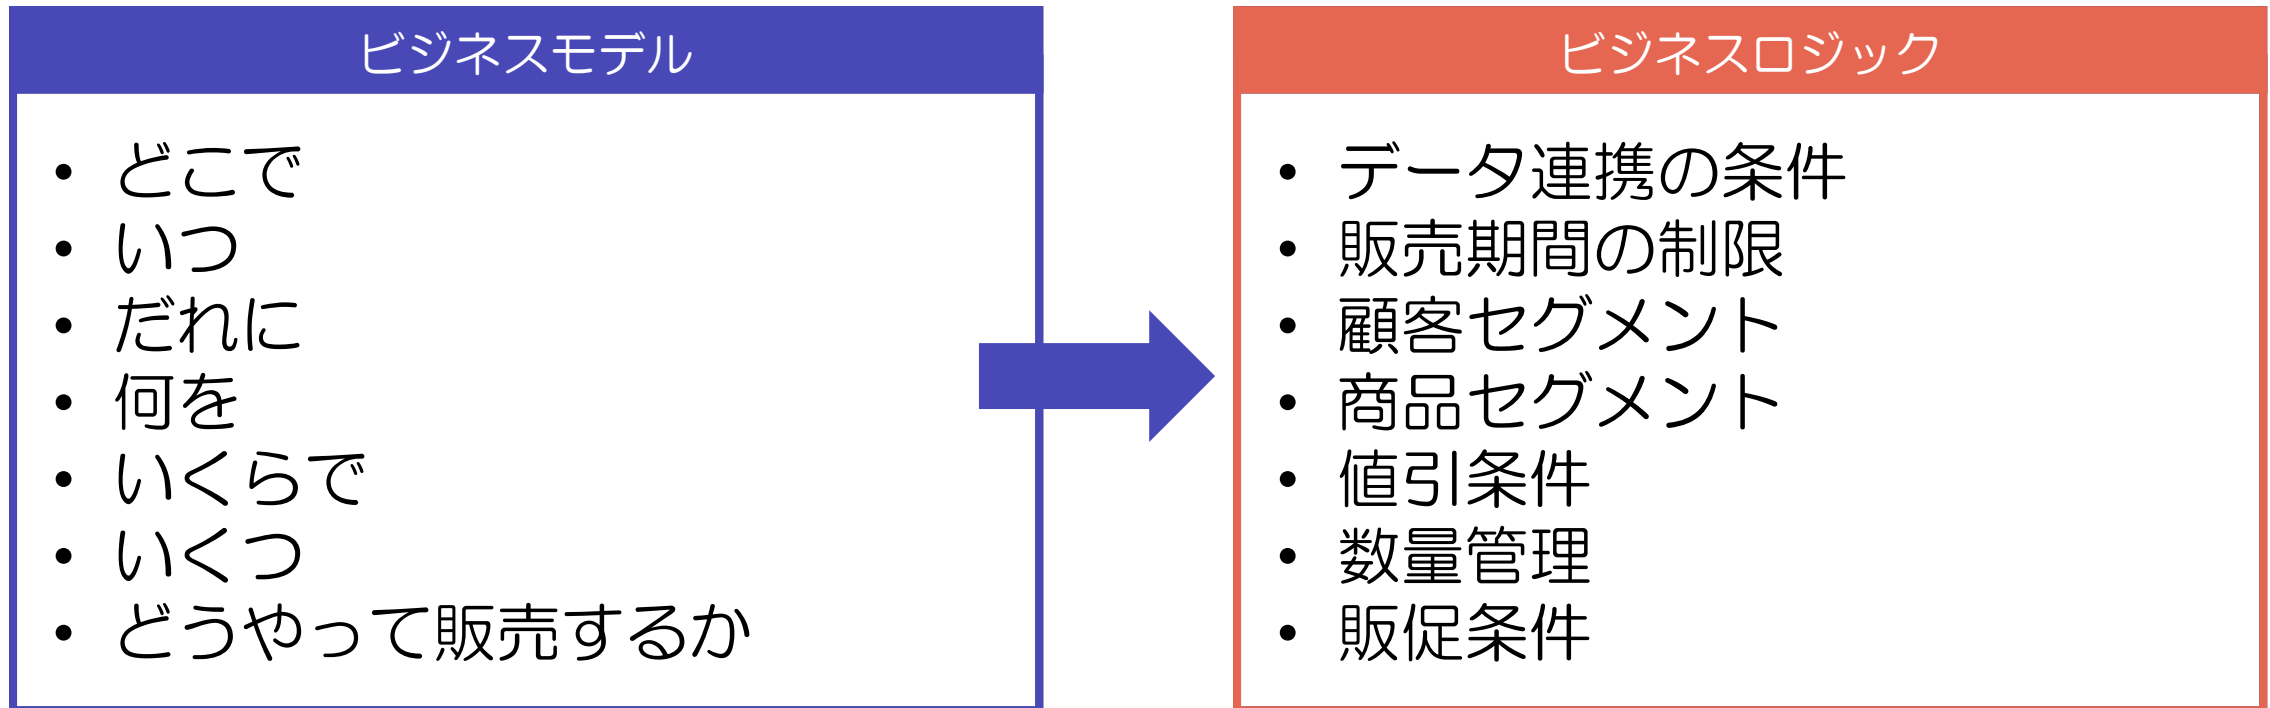 ビジネスモデル
• どこで
• いつ
• だれに
• 何を
• いくらで
• いくつ
• どうやって販売するか
ビジネスロジック
• データ連携の条件
• 販売期間の制限
• 顧客セグメント
• 商品セグメント
• 値引条件
• 数量管理
• 販促条件